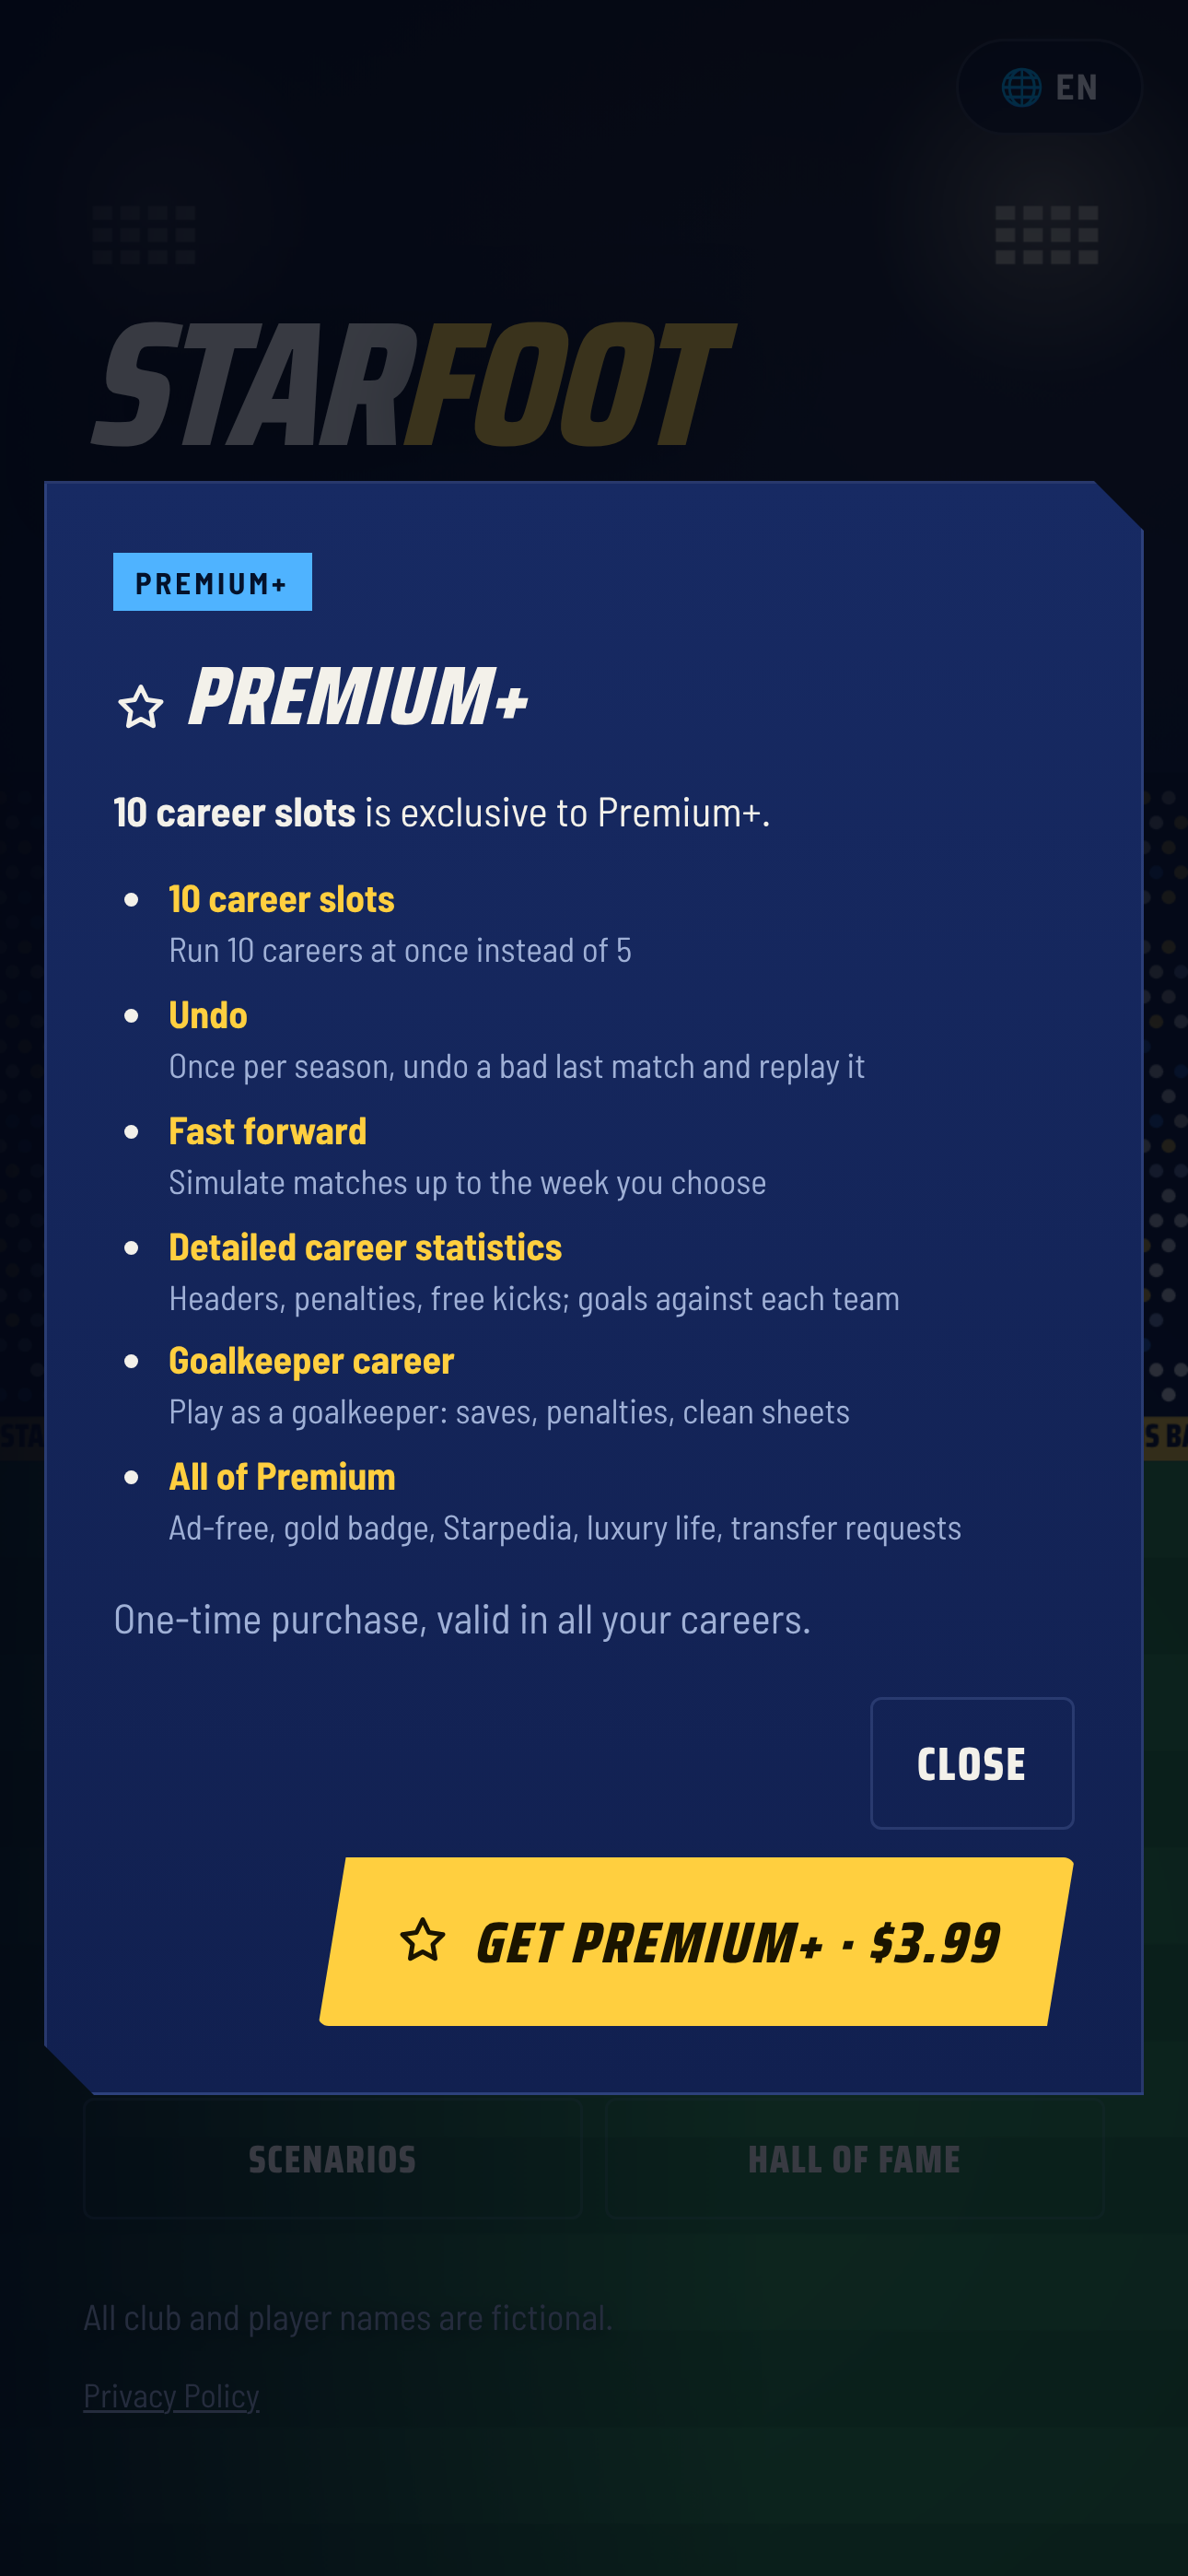 🌐 EN
STARFOOT
PREMIUM+
PREMIUM+
10 career slots is exclusive to Premium+.
• 10 career slots
Run 10 careers at once instead of 5
• Undo
Once per season, undo a bad last match and replay it
• Fast forward
Simulate matches up to the week you choose
• Detailed career statistics
Headers, penalties, free kicks; goals against each team
• Goalkeeper career
Play as a goalkeeper: saves, penalties, clean sheets
• All of Premium
Ad-free, gold badge, Starpedia, luxury life, transfer requests
One-time purchase, valid in all your careers.
CLOSE
GET PREMIUM+ · $3.99
SCENARIOS
HALL OF FAME
All club and player names are fictional.
Privacy Policy